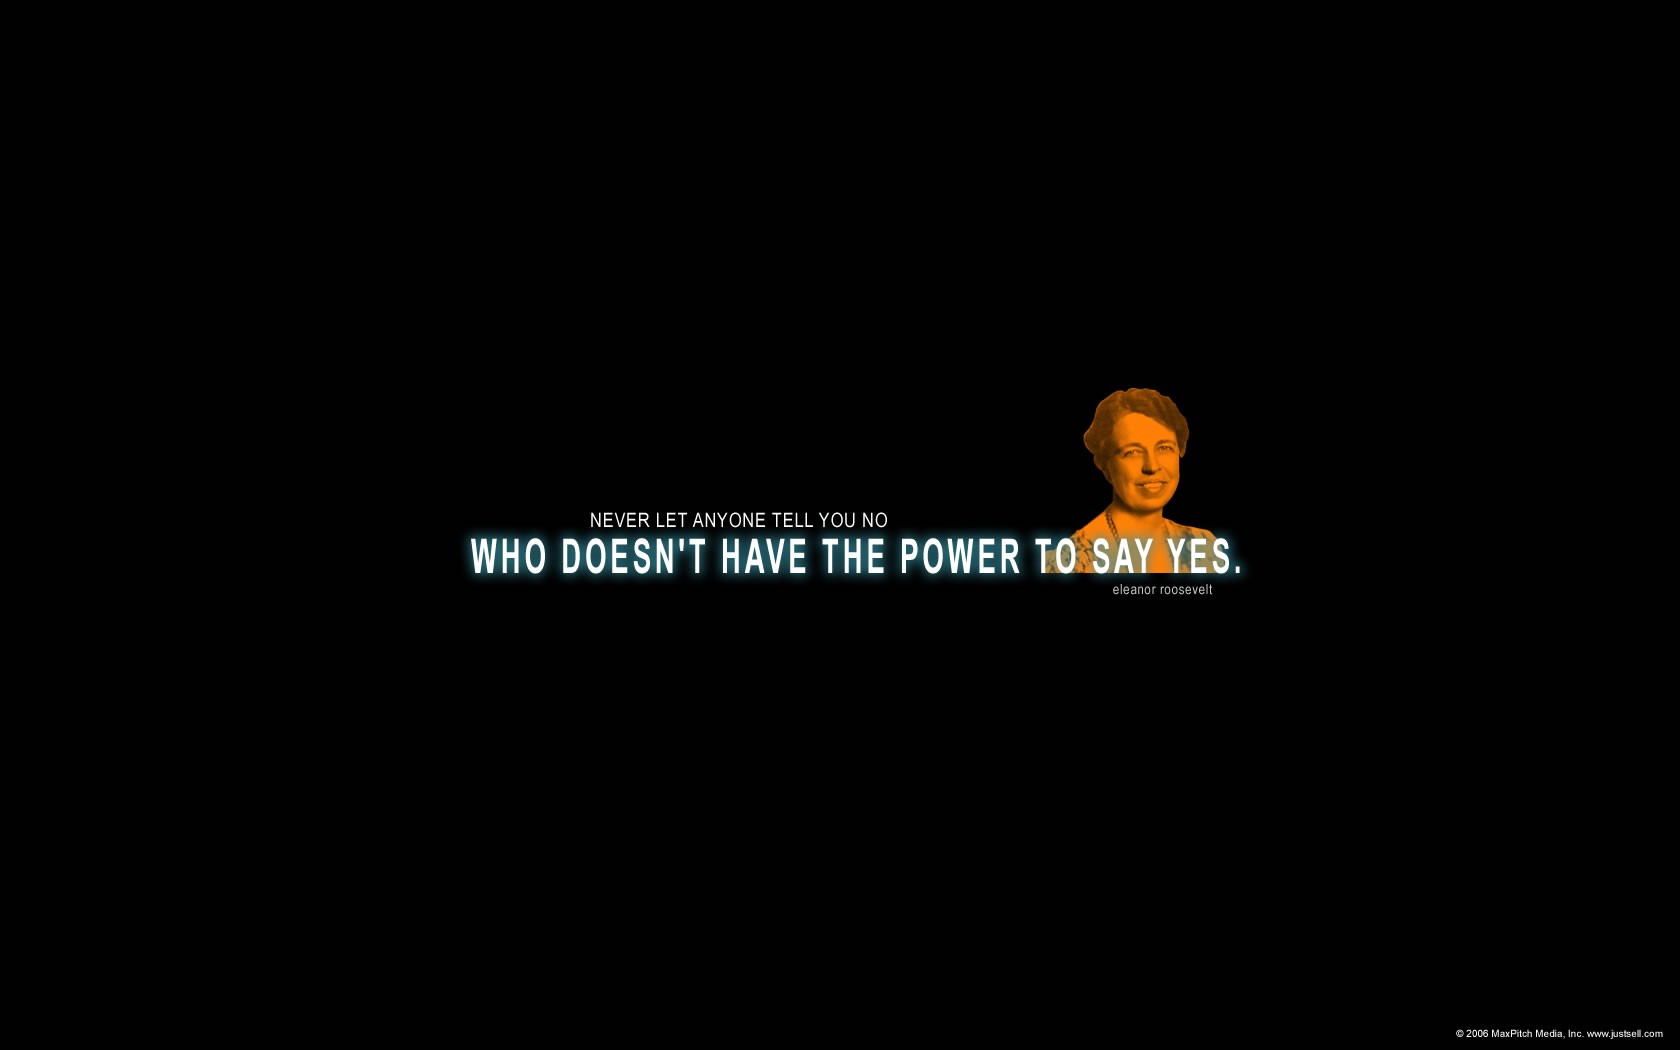 NEVER LET ANYONE TELL YOU NO
WHO DOESN'T HAVE THE POWER TO SAY YES.
eleanor roosevelt
© 2006 MaxPitch Media, Inc. www.justsell.com